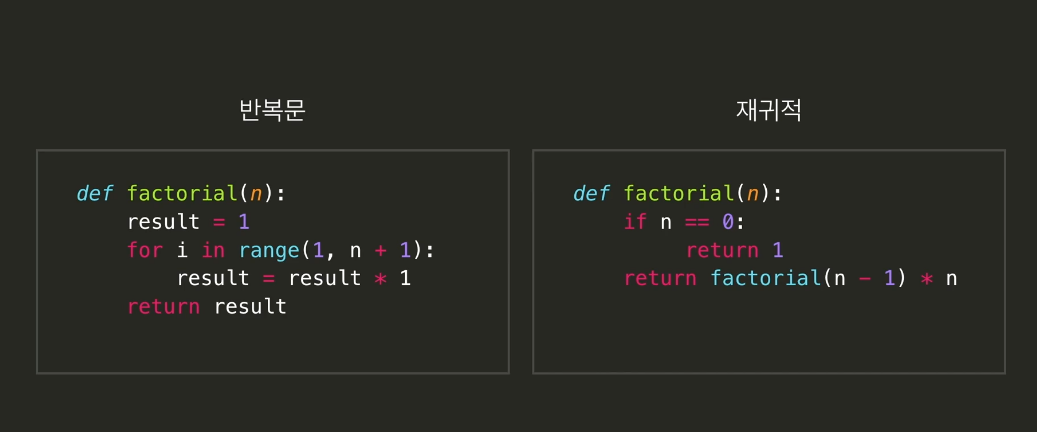 반복문
def factorial(n):
    result = 1
    for i in range(1, n + 1):
        result = result * 1
    return result
재귀적
def factorial(n):
    if n == 0:
         return 1
    return factorial(n - 1) * n